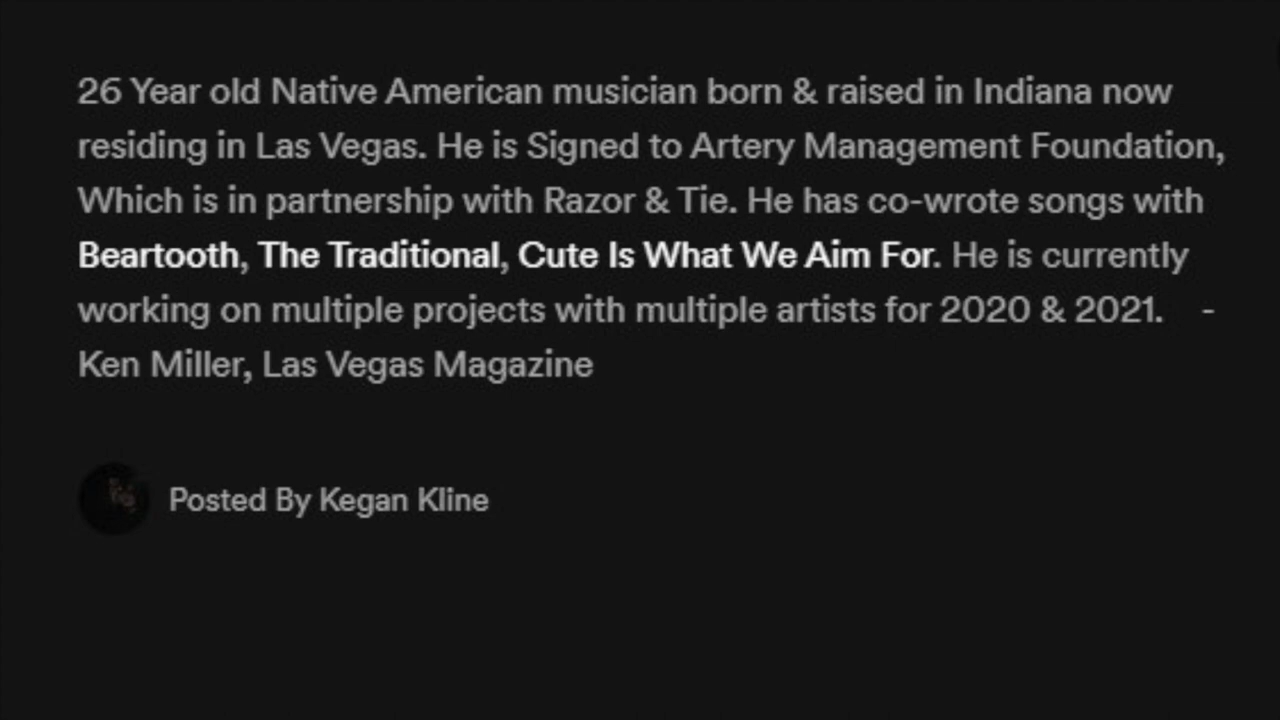 26 Year old Native American musician born & raised in Indiana now
residing in Las Vegas. He is Signed to Artery Management Foundation,
Which is in partnership with Razor & Tie. He has co-wrote songs with
Beartooth, The Traditional, Cute Is What We Aim For. He is currently
working on multiple projects with multiple artists for 2020 & 2021. -
Ken Miller, Las Vegas Magazine
Posted By Kegan Kline